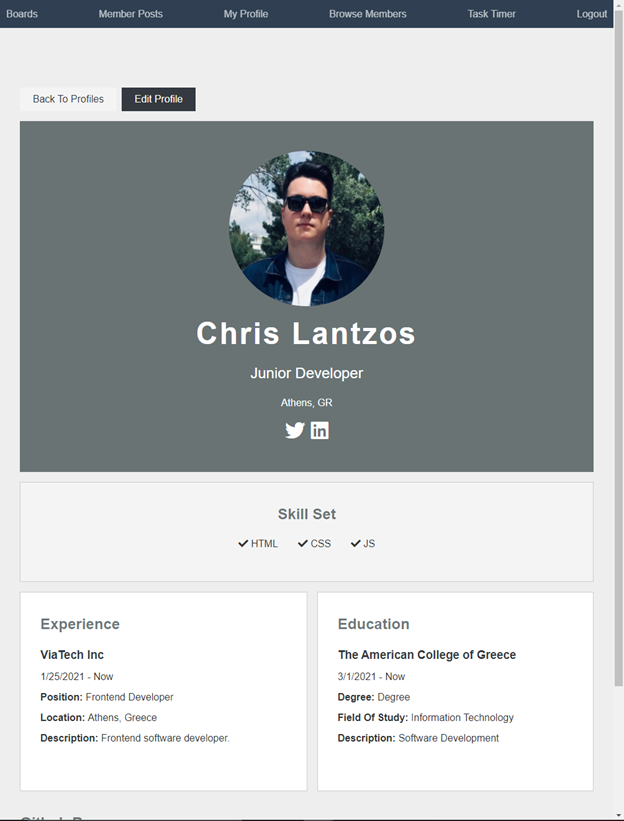 Boards Member Posts My Profile Browse Members Task Timer Logout
Back To Profiles Edit Profile
Chris Lantzos
Junior Developer
Athens, GR
Skill Set
HTML CSS JS
Experience
ViaTech Inc
1/25/2021 - Now
Position: Frontend Developer
Location: Athens, Greece
Description: Frontend software developer.
Education
The American College of Greece
3/1/2021 - Now
Degree: Degree
Field Of Study: Information Technology
Description: Software Development